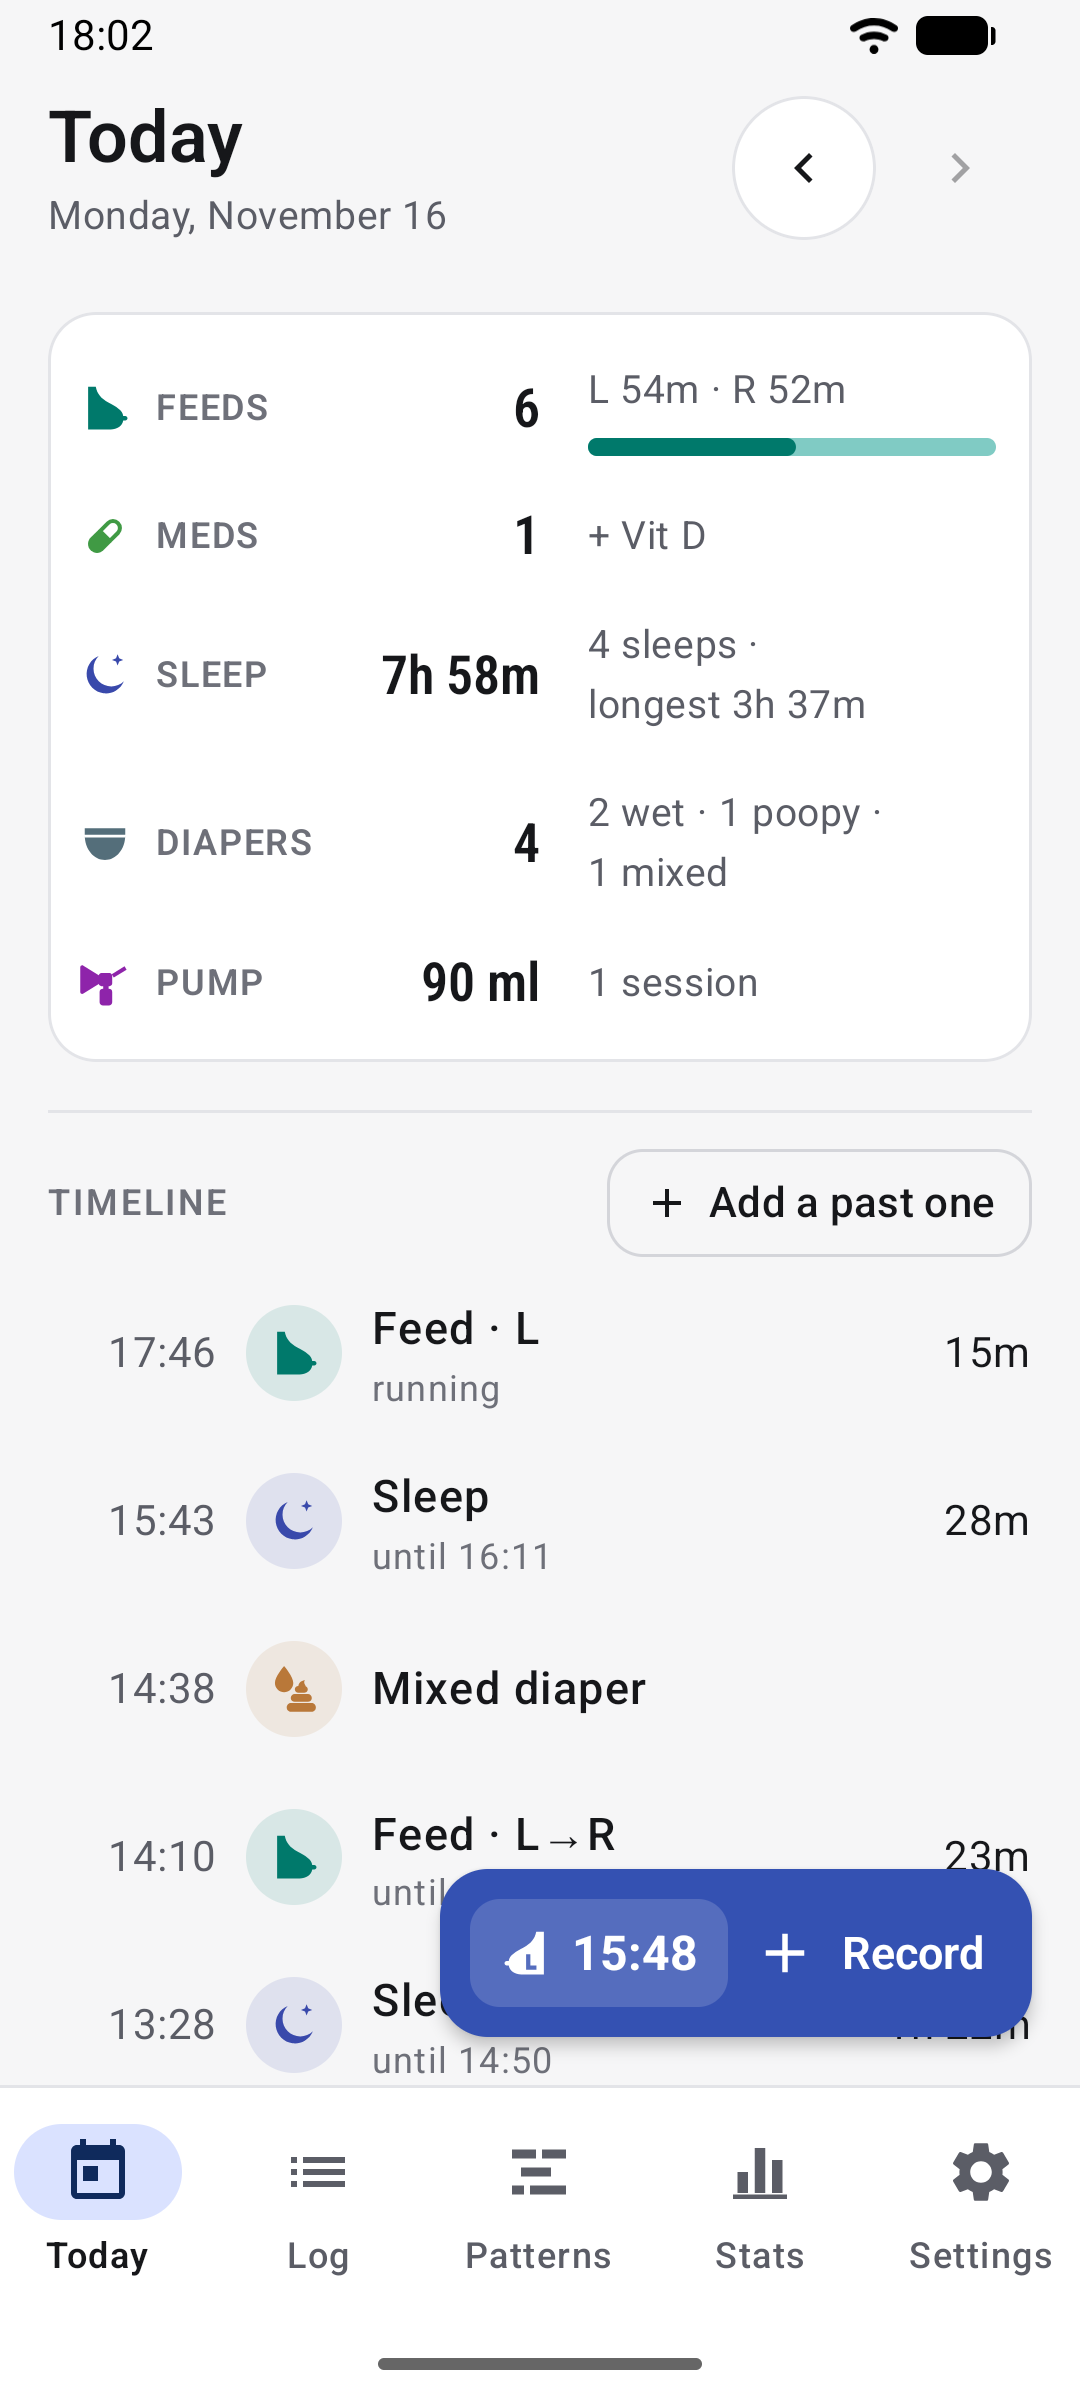 18:02
Today
Monday, November 16
FEEDS 6 L 54m · R 52m
MEDS 1 + Vit D
SLEEP 7h 58m 4 sleeps · longest 3h 37m
DIAPERS 4 2 wet · 1 poopy · 1 mixed
PUMP 90 ml 1 session
TIMELINE + Add a past one
17:46 Feed · L 15m
running
15:43 Sleep 28m
until 16:11
14:38 Mixed diaper
14:10 Feed · L→R 23m
until
L 15:48 + Record
13:28
until 14:50
Today Log Patterns Stats Settings